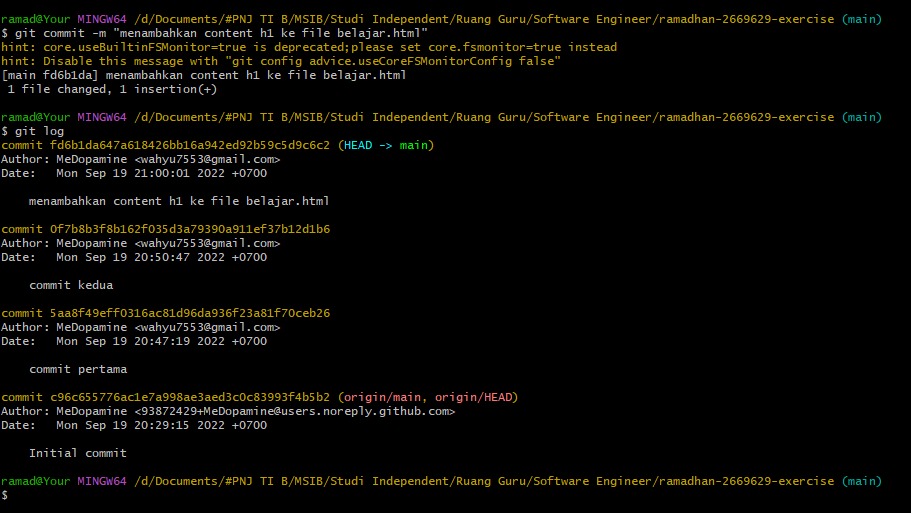 ramad@Your MINGW64 /d/Documents/#PNJ TI B/MSIB/Studi Independent/Ruang Guru/Software Engineer/ramadhan-2669629-exercise (main)
$ git commit -m "menambahkan content h1 ke file belajar.html"
hint: core.useBuiltinFSMonitor=true is deprecated;please set core.fsmonitor=true instead
hint: Disable this message with "git config advice.useCoreFSMonitorConfig false"
[main fd6b1da] menambahkan content h1 ke file belajar.html
 1 file changed, 1 insertion(+)

ramad@Your MINGW64 /d/Documents/#PNJ TI B/MSIB/Studi Independent/Ruang Guru/Software Engineer/ramadhan-2669629-exercise (main)
$ git log
commit fd6b1da647a618426bb16a942ed92b59c5d9c6c2 (HEAD -> main)
Author: MeDopamine <wahyu7553@gmail.com>
Date:   Mon Sep 19 21:00:01 2022 +0700

    menambahkan content h1 ke file belajar.html

commit 0f7b8b3f8b162f035d3a79390a911ef37b12d1b6
Author: MeDopamine <wahyu7553@gmail.com>
Date:   Mon Sep 19 20:50:47 2022 +0700

    commit kedua

commit 5aa8f49eff0316ac81d96da936f23a81f70ceb26
Author: MeDopamine <wahyu7553@gmail.com>
Date:   Mon Sep 19 20:47:19 2022 +0700

    commit pertama

commit c96c655776ac1e7a998ae3aed3c0c83993f4b5b2 (origin/main, origin/HEAD)
Author: MeDopamine <93872429+MeDopamine@users.noreply.github.com>
Date:   Mon Sep 19 20:29:15 2022 +0700

    Initial commit

ramad@Your MINGW64 /d/Documents/#PNJ TI B/MSIB/Studi Independent/Ruang Guru/Software Engineer/ramadhan-2669629-exercise (main)
$